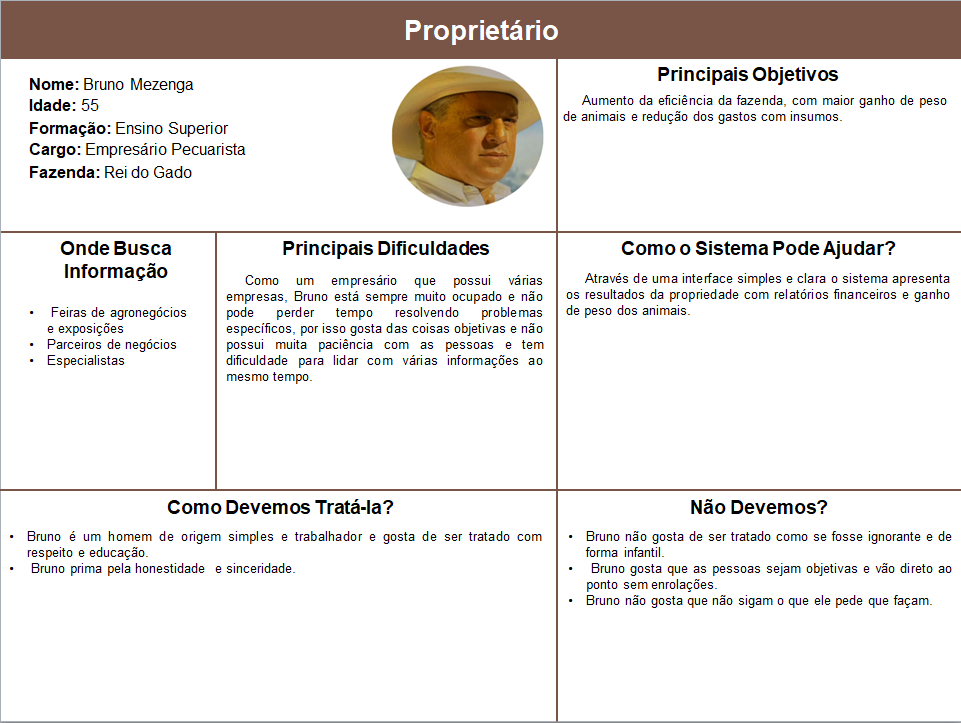 Proprietário
Nome: Bruno Mezenga
Idade: 55
Formação: Ensino Superior
Cargo: Empresário Pecuarista
Fazenda: Rei do Gado
Principais Objetivos
Aumento da eficiência da fazenda, com maior ganho de peso
de animais e redução dos gastos com insumos.
Onde Busca
Informação
• Feiras de agronegócios
e exposições
• Parceiros de negócios
• Especialistas
Principais Dificuldades
Como um empresário que possui várias
empresas, Bruno está sempre muito ocupado e não
pode perder tempo resolvendo problemas
específicos, por isso gosta das coisas objetivas e não
possui muita paciência com as pessoas e tem
dificuldade para lidar com várias informações ao
mesmo tempo.
Como o Sistema Pode Ajudar?
Através de uma interface simples e clara o sistema apresenta
os resultados da propriedade com relatórios financeiros e ganho
de peso dos animais.
Como Devemos Tratá-la?
• Bruno é um homem de origem simples e trabalhador e gosta de ser tratado com
respeito e educação.
• Bruno prima pela honestidade e sinceridade.
Não Devemos?
• Bruno não gosta de ser tratado como se fosse ignorante e de
forma infantil.
• Bruno gosta que as pessoas sejam objetivas e vão direto ao
ponto sem enrolações.
• Bruno não gosta que não sigam o que ele pede que façam.